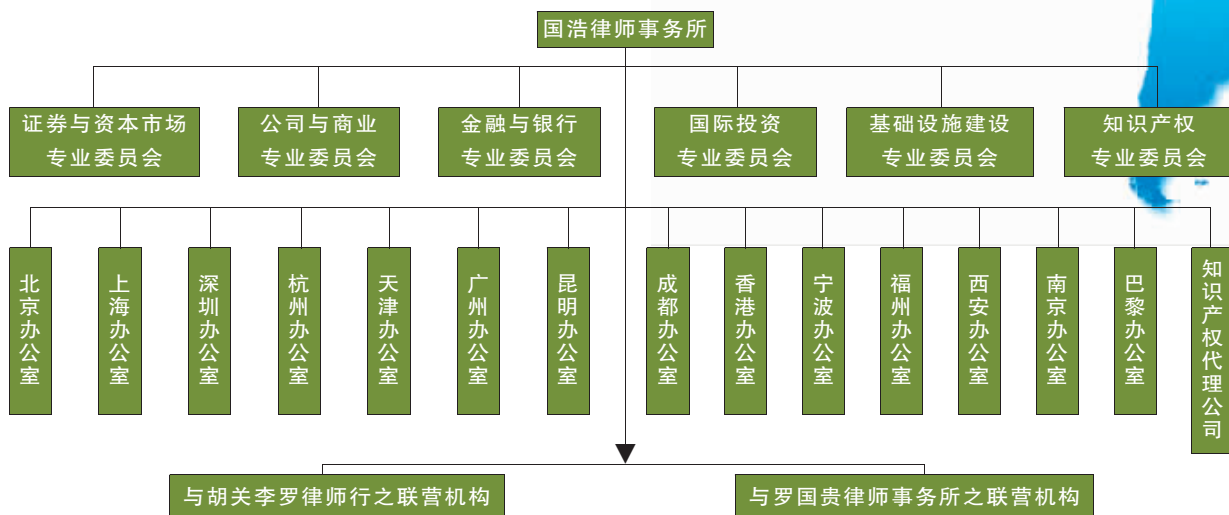 国浩律师事务所
证券与资本市场
专业委员会
公司与商业
专业委员会
金融与银行
专业委员会
国际投资
专业委员会
基础设施建设
专业委员会
知识产权
专业委员会
北京办公室
上海办公室
深圳办公室
杭州办公室
天津办公室
广州办公室
昆明办公室
成都办公室
香港办公室
宁波办公室
福州办公室
西安办公室
南京办公室
巴黎办公室
知识产权代理公司
与胡关李罗律师行之联营机构
与罗国贵律师事务所之联营机构